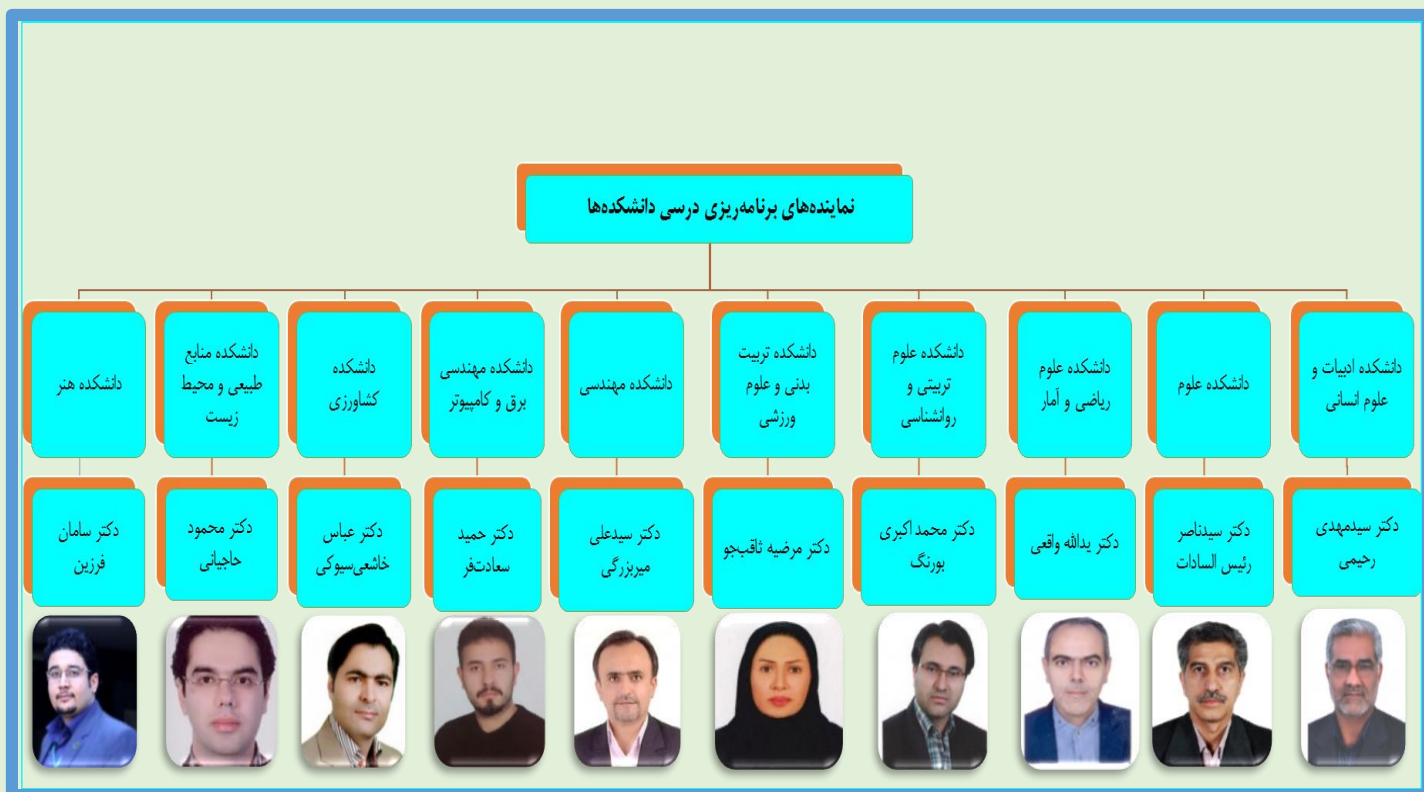 نماینده‌های برنامه‌ریزی درسی دانشکده‌ها
دانشکده ادبیات و
علوم انسانی
دانشکده علوم
دانشکده علوم
ریاضی و آمار
دانشکده علوم
تربیتی و
روانشناسی
دانشکده تربیت
بدنی و علوم
ورزشی
دانشکده مهندسی
دانشکده مهندسی
برق و کامپیوتر
دانشکده
کشاورزی
دانشکده منابع
طبیعی و محیط
زیست
دانشکده هنر
دکتر سیدمهدی
رحیمی
دکتر سیدناصر
رئیس السادات
دکتر یدالله واقعی
دکتر محمد اکبری
بورنگ
دکتر مرضیه ثاقب‌جو
دکتر سیدعلی
میربزرگی
دکتر حمید
سعادت‌فر
دکتر عباس
خاشعی‌سیوکی
دکتر محمود
حاجیانی
دکتر سامان
فرزین